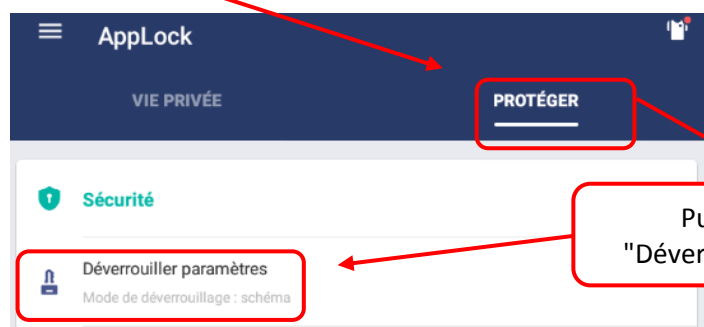 AppLock
VIE PRIVÉE PROTÉGER
Sécurité
Déverrouiller paramètres
Mode de déverrouillage : schéma